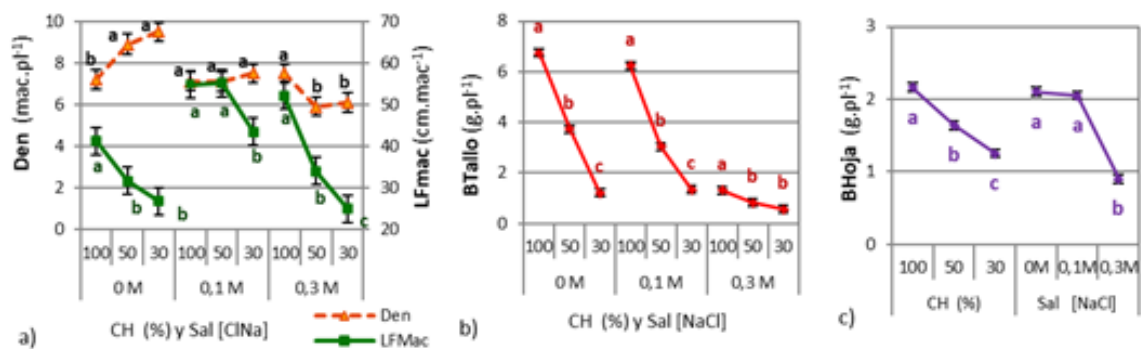 Den (mac.pl-1)
10
8
6
4
2
0
b a a
a b b
a a a
a a b
a b b
a b c
70
60
50
40
30
20
LFmac (cm.mac-1)
100 50 30 100 50 30 100 50 30
0 M 0,1 M 0,3 M
CH (%) y Sal [ClNa]
Den
LFMac
a)
BTallo (g.pl-1)
8
6
4
2
0
a b c a b c a b b
100 50 30 100 50 30 100 50 30
0 M 0,1 M 0,3 M
CH (%) y Sal [NaCl]
b)
BHoja (g.pl-1)
3
2
1
0
a b c a a b
100 50 30 0M 0,1M 0,3M
CH (%) Sal [NaCl]
c)